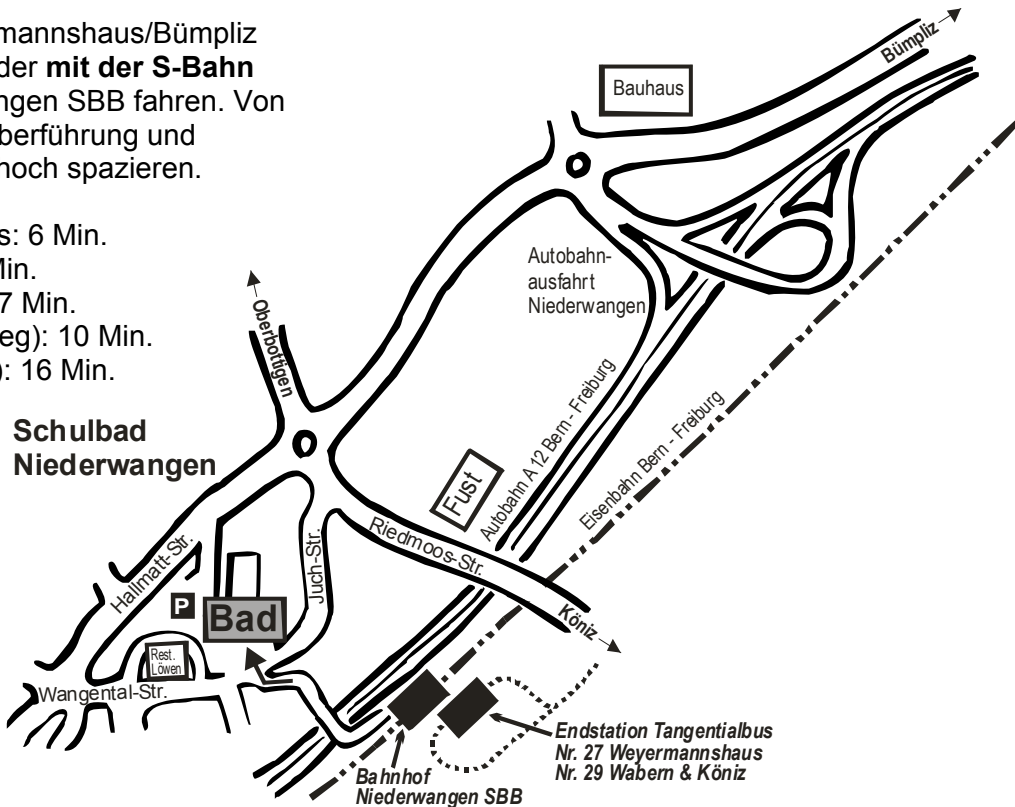 mannshaus/Bümpliz
der mit der S-Bahn
ngen SBB fahren. Von
berführung und
noch spazieren.
s: 6 Min.
Min.
7 Min.
eg): 10 Min.
): 16 Min.
Schulbad
Niederwangen
Bümpliz
Bauhaus
Autobahn-
ausfahrt
Niederwangen
Oberbottigen
Autobahn A 12 Bern - Freiburg
Eisenbahn Bern - Freiburg
Fust
Riedmoos-Str.
Juch-Str.
Hallmatt-Str.
P
Bad
Köniz
Rest.
Löwen
Wangental-Str.
Endstation Tangentialbus
Nr. 27 Weyermannshaus
Nr. 29 Wabern & Köniz
Bahnhof
Niederwangen SBB